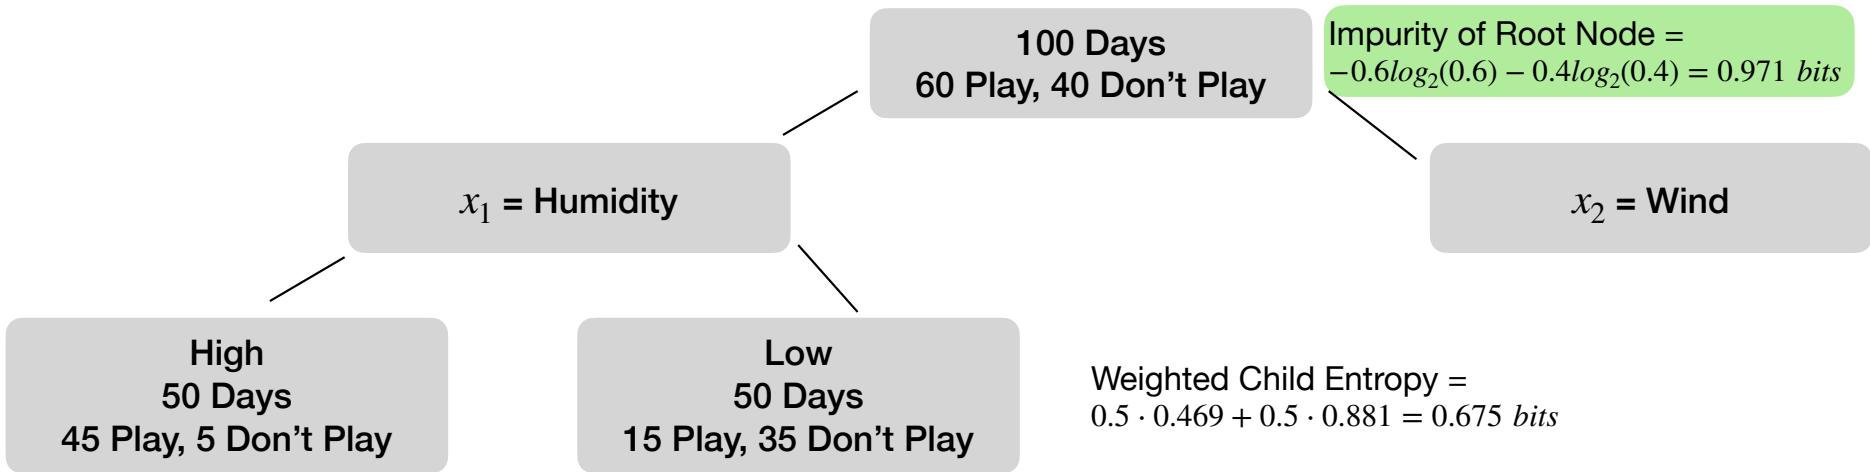 100 Days
60 Play, 40 Don't Play
Impurity of Root Node =
−0.6log₂(0.6) − 0.4log₂(0.4) = 0.971 bits
x₁ = Humidity
x₂ = Wind
High
50 Days
45 Play, 5 Don't Play
Low
50 Days
15 Play, 35 Don't Play
Weighted Child Entropy =
0.5 · 0.469 + 0.5 · 0.881 = 0.675 bits